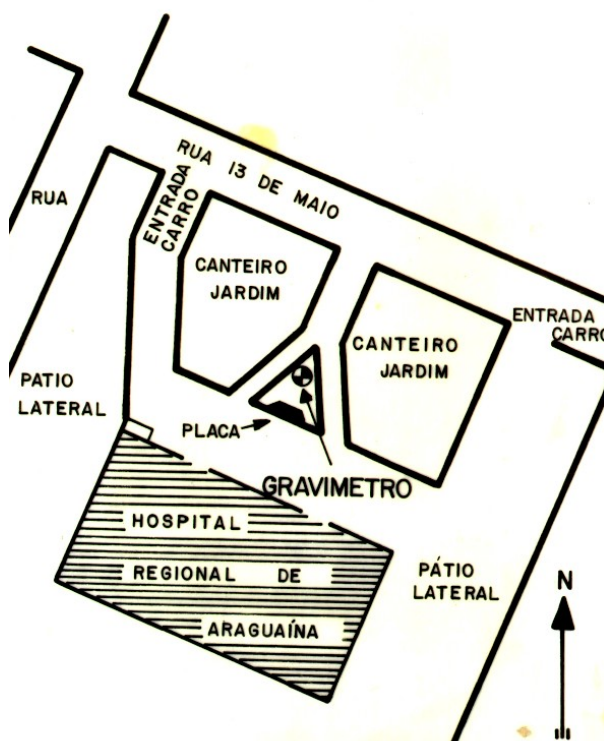 RUA 13 DE MAIO
RUA
ENTRADA
CARRO
CANTEIRO
JARDIM
ENTRADA
CARRO
CANTEIRO
JARDIM
PATIO
LATERAL
PLACA
GRAVIMETRO
HOSPITAL
REGIONAL DE
ARAGUAÍNA
PÁTIO
LATERAL
N